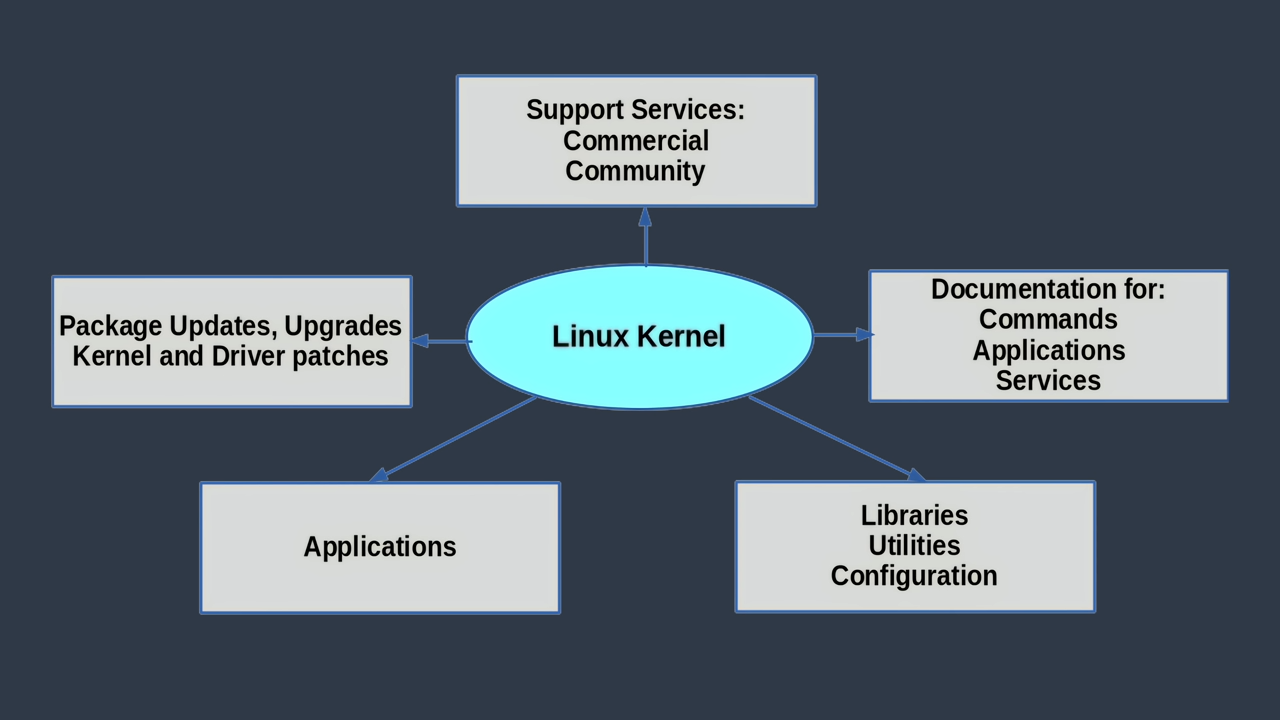 Support Services:
Commercial
Community
Package Updates, Upgrades
Kernel and Driver patches
Linux Kernel
Documentation for:
Commands
Applications
Services
Applications
Libraries
Utilities
Configuration